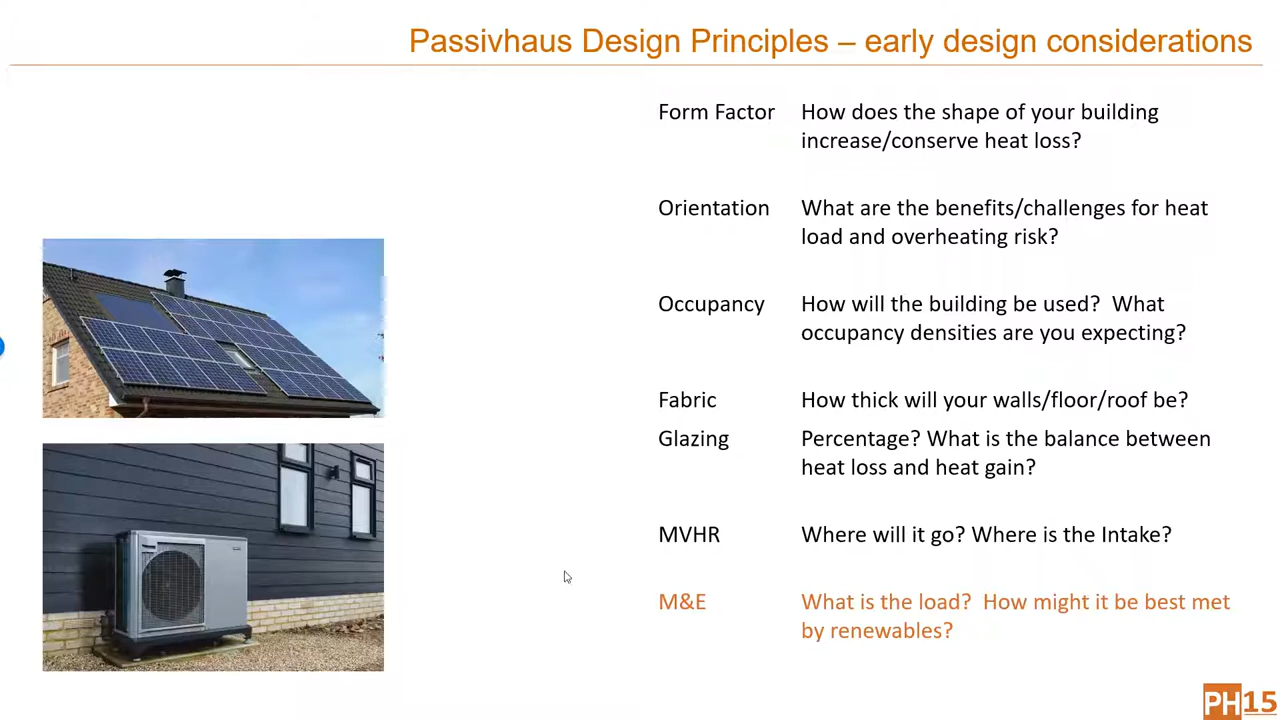 Passivhaus Design Principles – early design considerations
Form Factor How does the shape of your building
increase/conserve heat loss?
Orientation What are the benefits/challenges for heat
load and overheating risk?
Occupancy How will the building be used?  What
occupancy densities are you expecting?
Fabric How thick will your walls/floor/roof be?
Glazing Percentage? What is the balance between
heat loss and heat gain?
MVHR Where will it go? Where is the Intake?
M&E What is the load?  How might it be best met
by renewables?
PH15